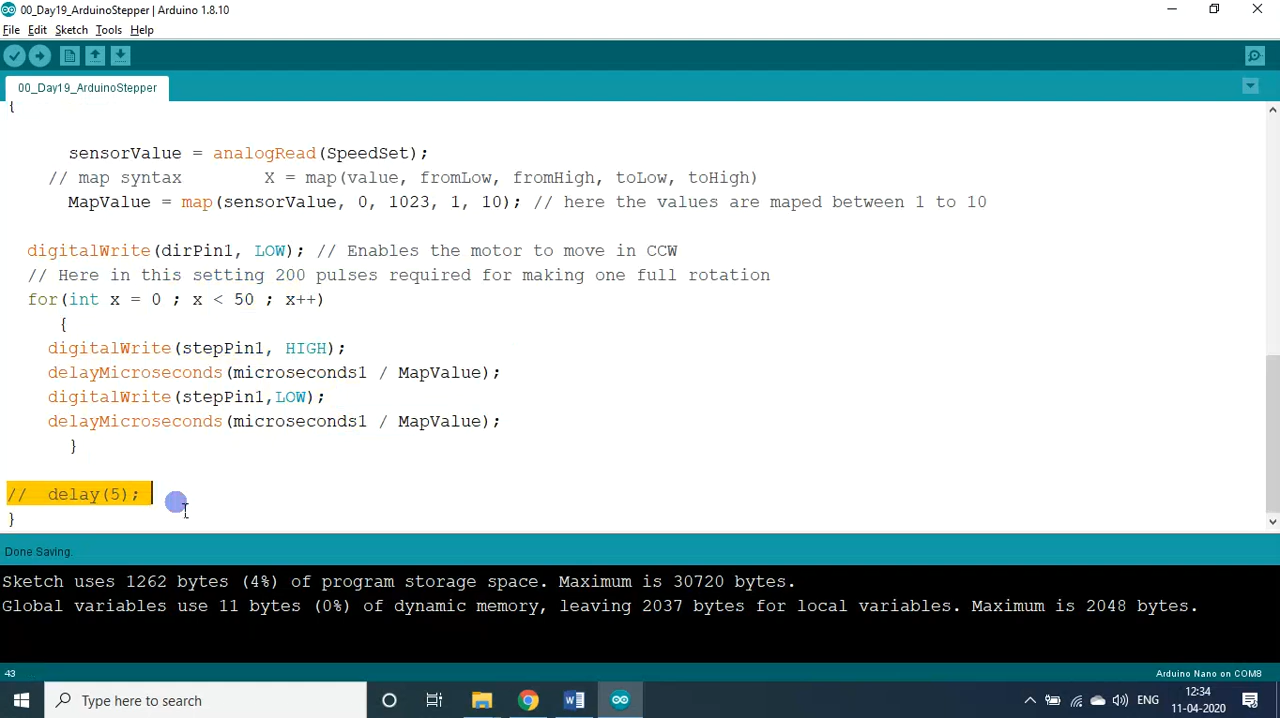 00_Day19_ArduinoStepper | Arduino 1.8.10
File Edit Sketch Tools Help
00_Day19_ArduinoStepper
{
sensorValue = analogRead(SpeedSet);
// map syntax X = map(value, fromLow, fromHigh, toLow, toHigh)
MapValue = map(sensorValue, 0, 1023, 1, 10); // here the values are maped between 1 to 10
digitalWrite(dirPin1, LOW); // Enables the motor to move in CCW
// Here in this setting 200 pulses required for making one full rotation
for(int x = 0 ; x < 50 ; x++)
{
digitalWrite(stepPin1, HIGH);
delayMicroseconds(microseconds1 / MapValue);
digitalWrite(stepPin1,LOW);
delayMicroseconds(microseconds1 / MapValue);
}
// delay(5);
}
Done Saving.
Sketch uses 1262 bytes (4%) of program storage space. Maximum is 30720 bytes.
Global variables use 11 bytes (0%) of dynamic memory, leaving 2037 bytes for local variables. Maximum is 2048 bytes.
43 Arduino Nano on COM8
Type here to search
ENG
12:34
11-04-2020